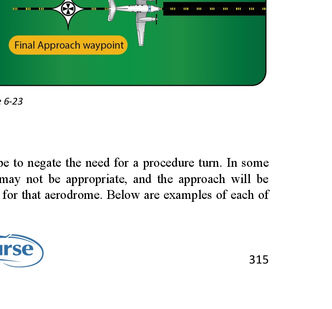 Final Approach waypoint
6-23
be to negate the need for a procedure turn. In some
may not be appropriate, and the approach will be
for that aerodrome. Below are examples of each of
urse
315